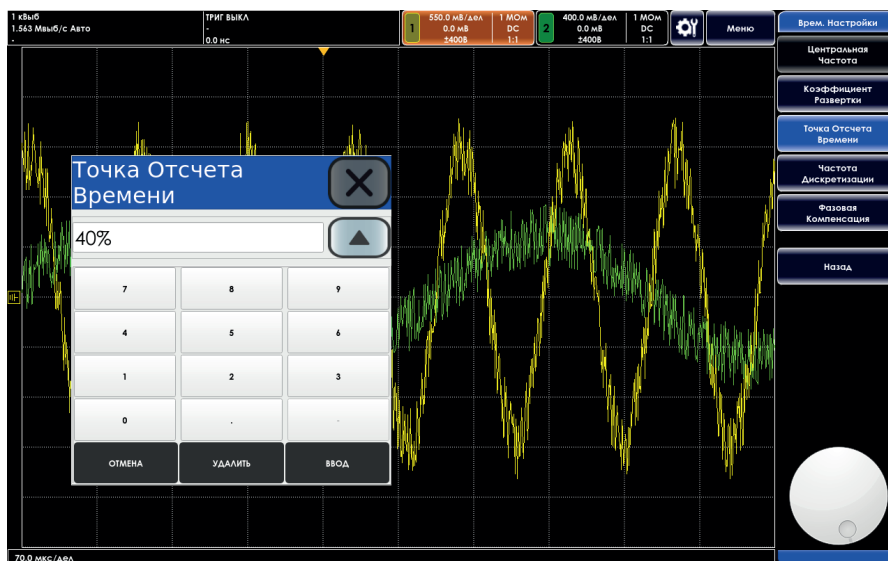 1 кВыб
1.563 Мвыб/с Авто
-
ТРИГ ВЫКЛ
-
0.0 нс
1
550.0 мВ/дел
0.0 мВ
±400В
1 МОм
DC
1:1
2
400.0 мВ/дел
0.0 мВ
±400В
1 МОм
DC
1:1
Меню
Врем. Настройки
Центральная
Частота
Коэффициент
Развертки
Точка Отсчета
Времени
Частота
Дискретизации
Фазовая
Компенсация
Назад
Точка Отсчета
Времени
40%
7 8 9
4 5 6
1 2 3
0 . -
ОТМЕНА УДАЛИТЬ ВВОД
70.0 мкс/дел